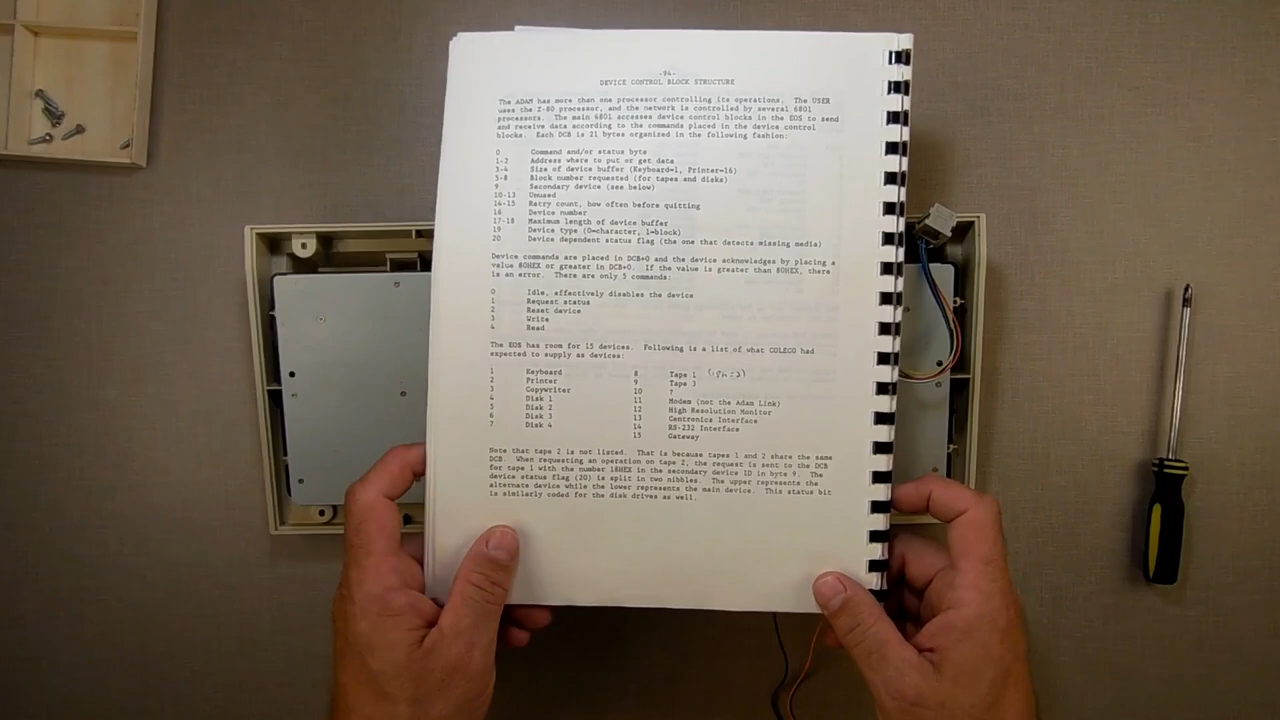 -94-
DEVICE CONTROL BLOCK STRUCTURE
The ADAM has more than one processor controlling its operations. The USER
uses the Z-80 processor, and the network is controlled by several 6801
processors. The main 6801 accesses device control blocks in the EOS to send
and receive data according to the commands placed in the device control
blocks. Each DCB is 21 bytes organized in the following fashion:
0 Command and/or status byte
1-2 Address where to put or get data
3-4 Size of device buffer (Keyboard=1, Printer=16)
5-8 Block number requested (for tapes and disks)
9 Secondary device (see below)
10-13 Unused
14-15 Retry count, how often before quitting
16 Device number
17-18 Maximum length of device buffer
19 Device type (0=character, 1=block)
20 Device dependent status flag (the one that detects missing media)
Device commands are placed in DCB+0 and the device acknowledges by placing a
value 80HEX or greater in DCB+0. If the value is greater than 80HEX, there
is an error. There are only 5 commands:
0 Idle, effectively disables the device
1 Request status
2 Reset device
3 Write
4 Read
The EOS has room for 15 devices. Following is a list of what COLECO had
expected to supply as devices:
1 Keyboard 8 Tape 1
2 Printer 9 Tape 3
3 Copywriter 10 ?
4 Disk 1 11 Modem (not the Adam Link)
5 Disk 2 12 High Resolution Monitor
6 Disk 3 13 Centronics Interface
7 Disk 4 14 RS-232 Interface
15 Gateway
Note that tape 2 is not listed. That is because tapes 1 and 2 share the same
DCB. When requesting an operation on tape 2, the request is sent to the DCB
for tape 1 with the number 18HEX in the secondary device ID in byte 9. The
device status flag (20) is split in two nibbles. The upper represents the
alternate device while the lower represents the main device. This status bit
is similarly coded for the disk drives as well.